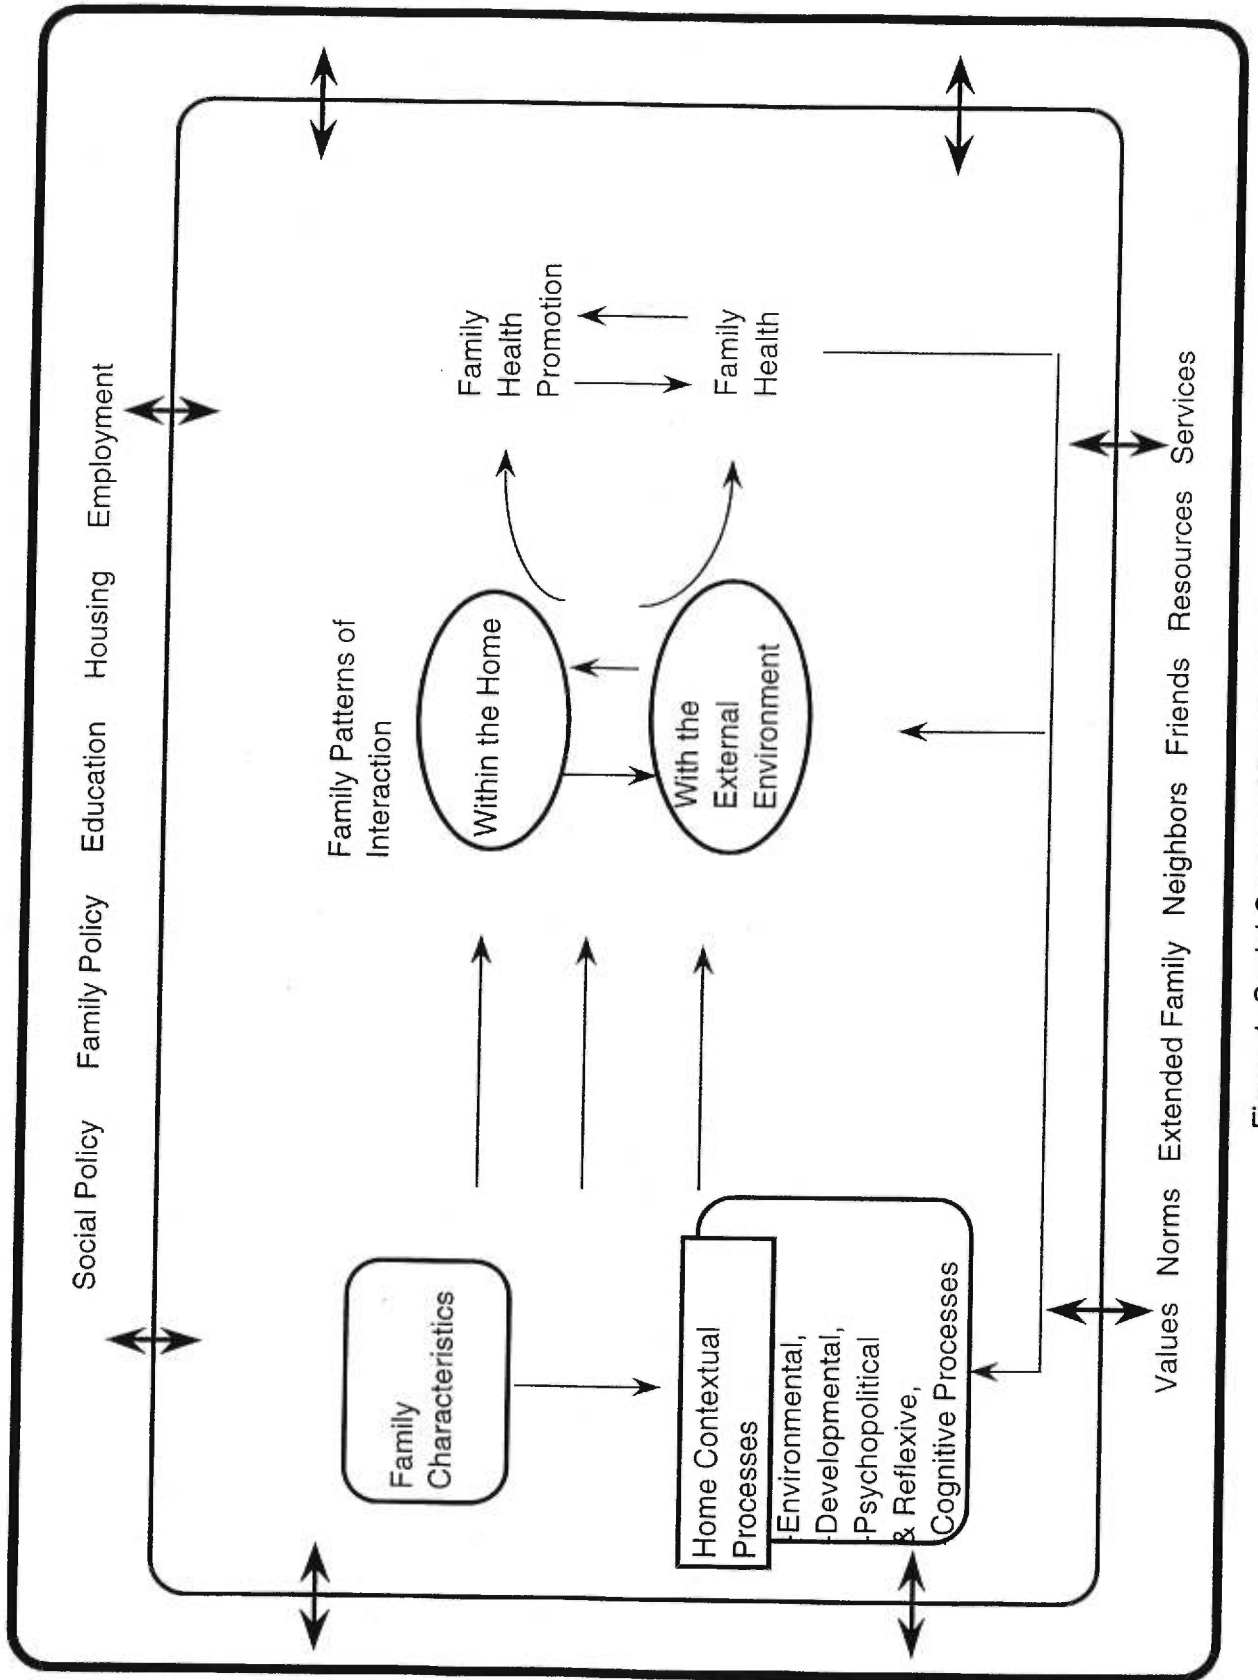 Social Policy Family Policy Education Housing Employment
Family Patterns of
Interaction
Family
Characteristics
Within the Home
Family
Health
Promotion
Home Contextual
Processes
-Environmental,
-Developmental,
-Psychopolitical
& Reflexive,
Cognitive Processes
With the
External
Environment
Family
Health
Values Norms Extended Family Neighbors Friends Resources Services